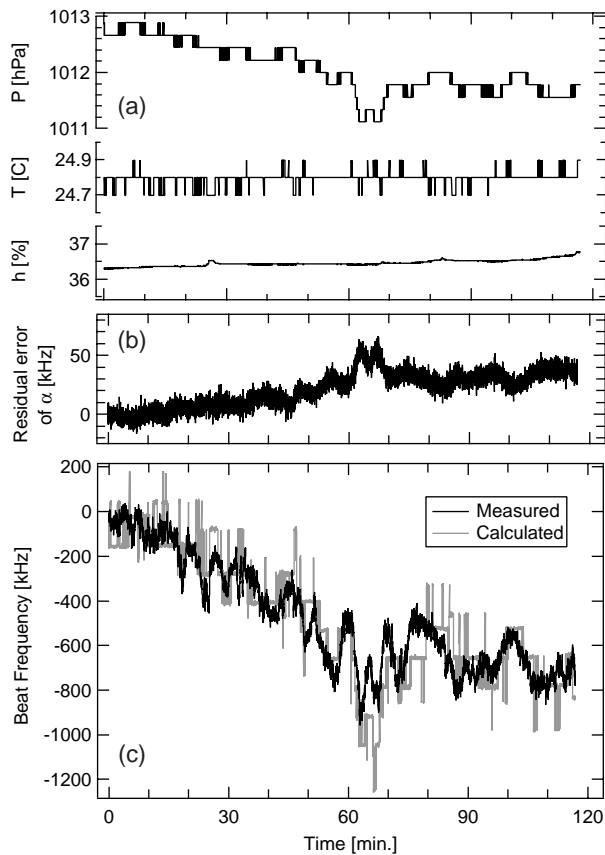 1013
1012
1011
P [hPa]
(a)
24.9
24.7
T [C]
37
36
h [%]
(b)
50
0
Residual error
of α [kHz]
200
0
-200
-400
-600
-800
-1000
-1200
Beat Frequency [kHz]
Measured
Calculated
(c)
0 30 60 90 120
Time [min.]